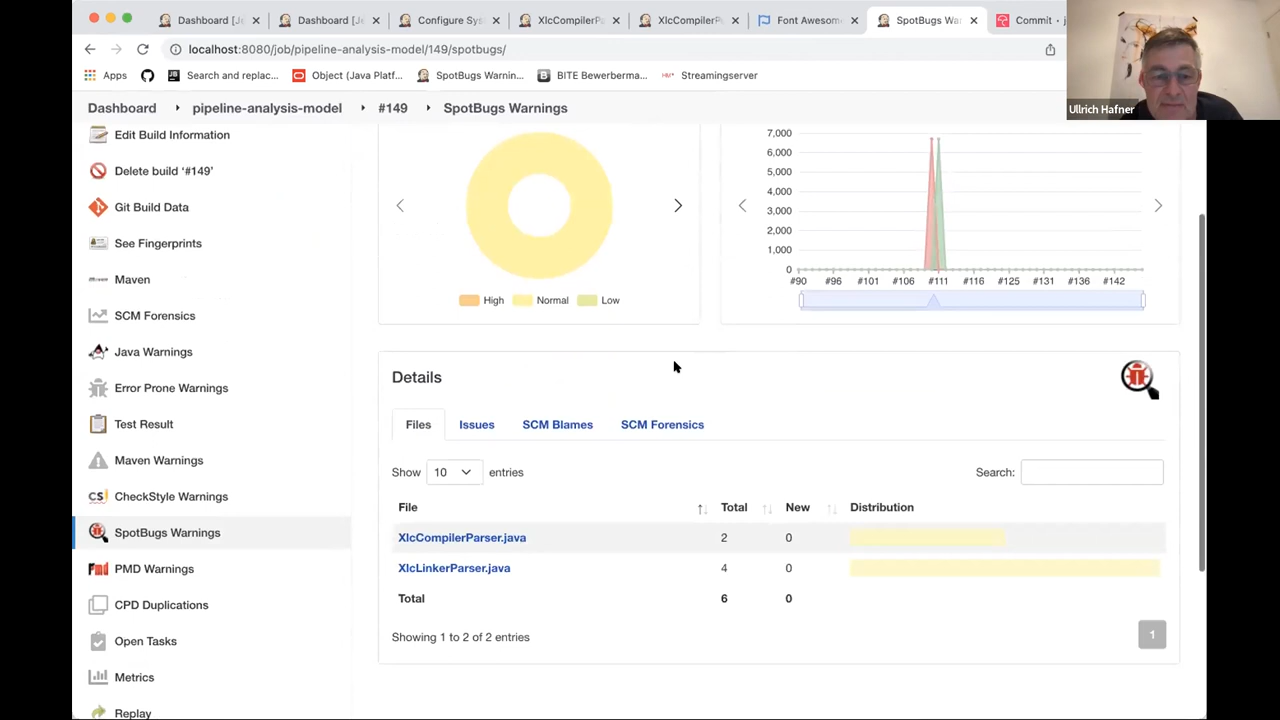 Dashboard [Je
Dashboard [Je
Configure Sys
XlcCompilerPa
XlcCompilerPa
Font Awesom
SpotBugs War
Commit · j
localhost:8080/job/pipeline-analysis-model/149/spotbugs/
Apps
Search and replac...
Object (Java Platf...
SpotBugs Warnin...
BITE Bewerberma...
Streamingserver
Ullrich Hafner
Dashboard
pipeline-analysis-model
#149
SpotBugs Warnings
Edit Build Information
Delete build ‘#149’
Git Build Data
See Fingerprints
Maven
SCM Forensics
Java Warnings
Error Prone Warnings
Test Result
Maven Warnings
CheckStyle Warnings
SpotBugs Warnings
PMD Warnings
CPD Duplications
Open Tasks
Metrics
Replay
High
Normal
Low
7,000
6,000
5,000
4,000
3,000
2,000
1,000
0
#90 #96 #101 #106 #111 #116 #125 #131 #136 #142
Details
Files Issues SCM Blames SCM Forensics
Show 10 entries
Search:
File Total New Distribution
XlcCompilerParser.java 2 0
XlcLinkerParser.java 4 0
Total 6 0
Showing 1 to 2 of 2 entries
1